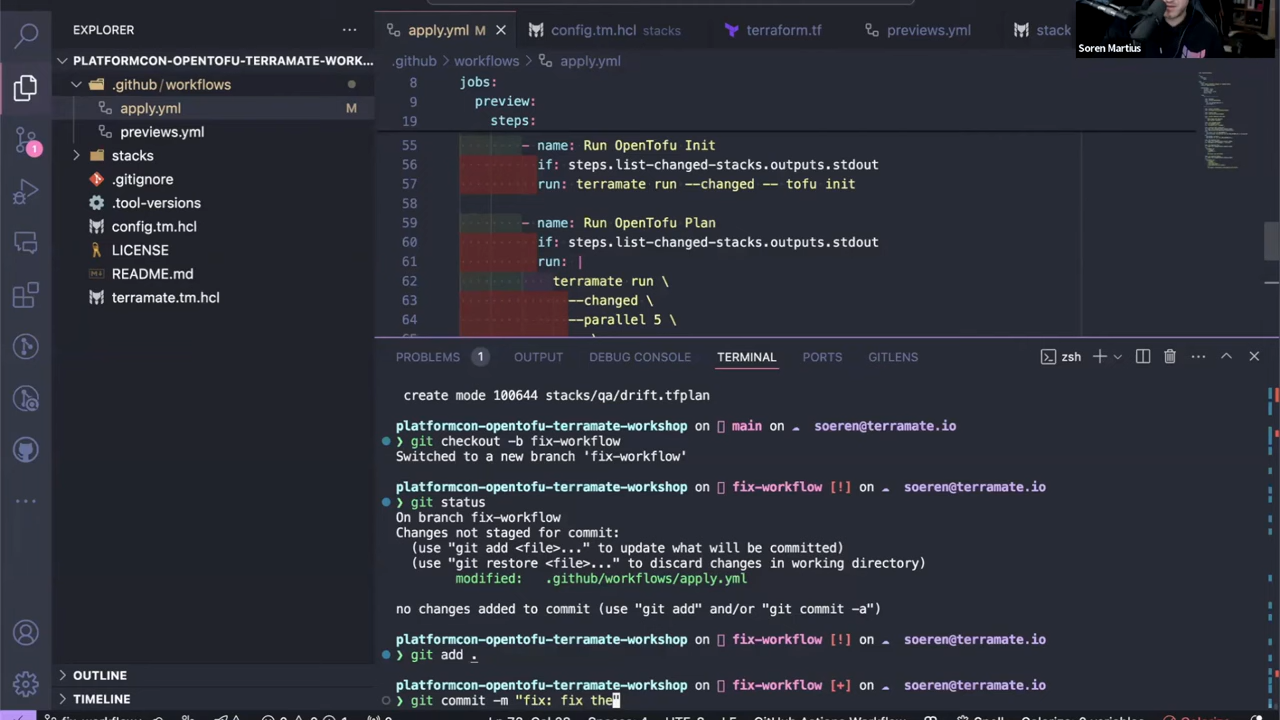 EXPLORER
PLATFORMCON-OPENTOFU-TERRAMATE-WORK...
.github/workflows
apply.yml M
previews.yml
stacks
.gitignore
.tool-versions
config.tm.hcl
LICENSE
README.md
terramate.tm.hcl
OUTLINE
TIMELINE
1
apply.yml M
config.tm.hcl stacks
terraform.tf
previews.yml
stack
Soren Martius
.github > workflows > apply.yml
8 jobs:
9 preview:
19 steps:
55 - name: Run OpenTofu Init
56 if: steps.list-changed-stacks.outputs.stdout
57 run: terramate run --changed -- tofu init
58
59 - name: Run OpenTofu Plan
60 if: steps.list-changed-stacks.outputs.stdout
61 run: |
62 terramate run \
63 --changed \
64 --parallel 5 \
PROBLEMS 1 OUTPUT DEBUG CONSOLE TERMINAL PORTS GITLENS zsh
create mode 100644 stacks/qa/drift.tfplan
platformcon-opentofu-terramate-workshop on main on soeren@terramate.io
❯ git checkout -b fix-workflow
Switched to a new branch 'fix-workflow'
platformcon-opentofu-terramate-workshop on fix-workflow [!] on soeren@terramate.io
❯ git status
On branch fix-workflow
Changes not staged for commit:
(use "git add <file>..." to update what will be committed)
(use "git restore <file>..." to discard changes in working directory)
modified: .github/workflows/apply.yml
no changes added to commit (use "git add" and/or "git commit -a")
platformcon-opentofu-terramate-workshop on fix-workflow [!] on soeren@terramate.io
❯ git add .
platformcon-opentofu-terramate-workshop on fix-workflow [+] on soeren@terramate.io
❯ git commit -m "fix: fix the"